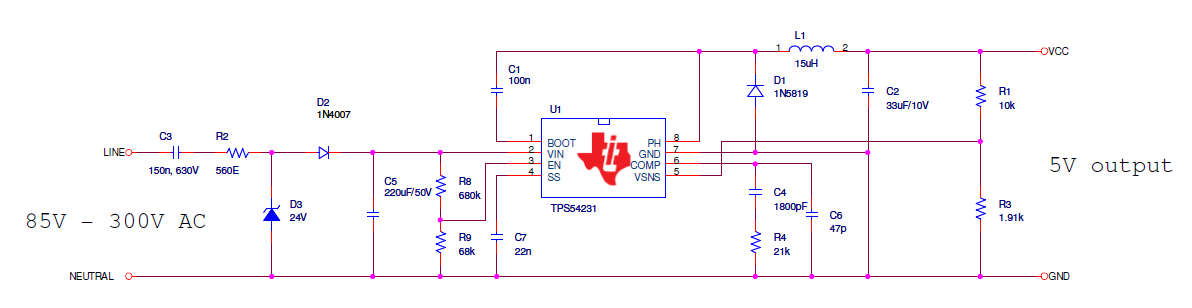 L1
1
2
15uH
VCC
C1
100n
D1
1N5819
C2
33uF/10V
R1
10k
D2
1N4007
U1
C3
150n, 630V
R2
560E
LINE
1
2
3
4
BOOT
VIN
EN
SS
PH
GND
COMP
VSNS
8
7
6
5
TPS54231
5V output
C5
220uF/50V
R8
680k
D3
24V
C4
1800pF
C6
47p
R3
1.91k
85V - 300V AC
R9
68k
C7
22n
R4
21k
NEUTRAL
GND